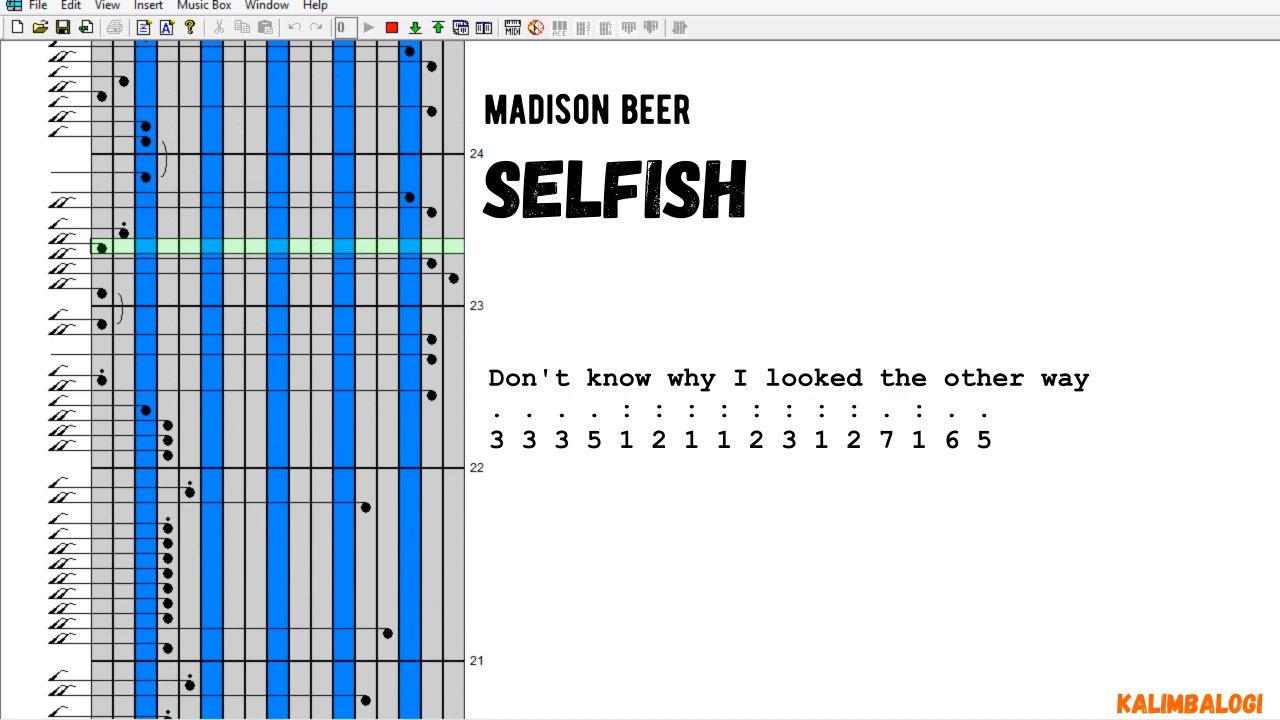 File Edit View Insert Music Box Window Help
0
MIDI
MADISON BEER
24
SELFISH
23
Don't know why I looked the other way
. . . . : : : : : : : : . : . .
3 3 3 5 1 2 1 1 2 3 1 2 7 1 6 5
22
21
KALIMBALOGI